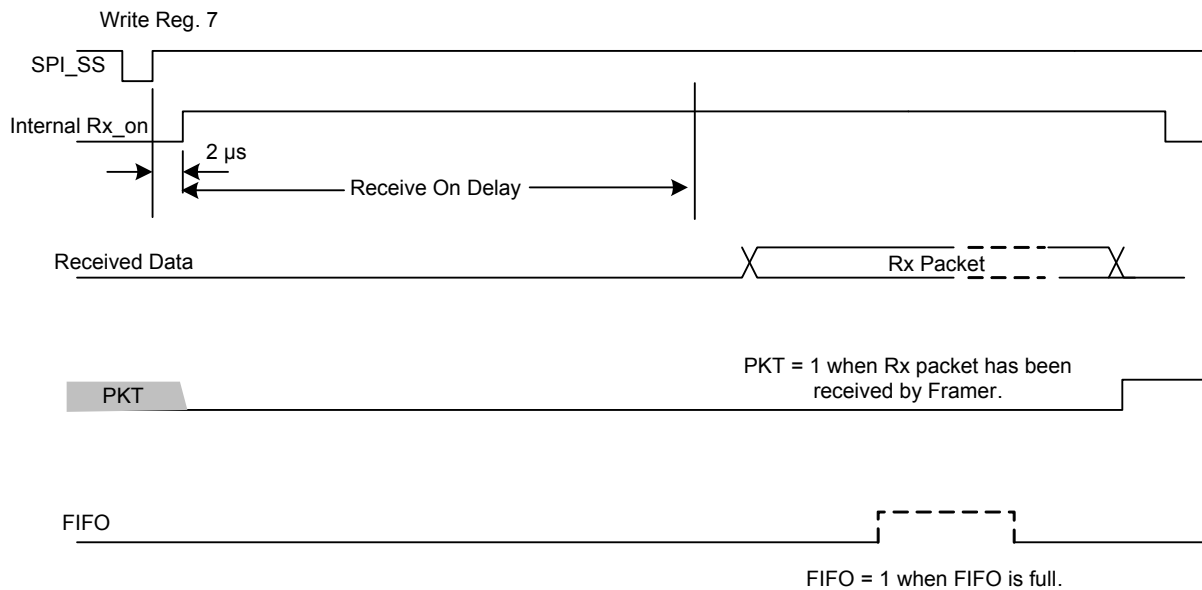 Write Reg. 7
SPI_SS
Internal Rx_on
2 µs
Receive On Delay
Received Data
Rx Packet
PKT = 1 when Rx packet has been
received by Framer.
PKT
FIFO
FIFO = 1 when FIFO is full.